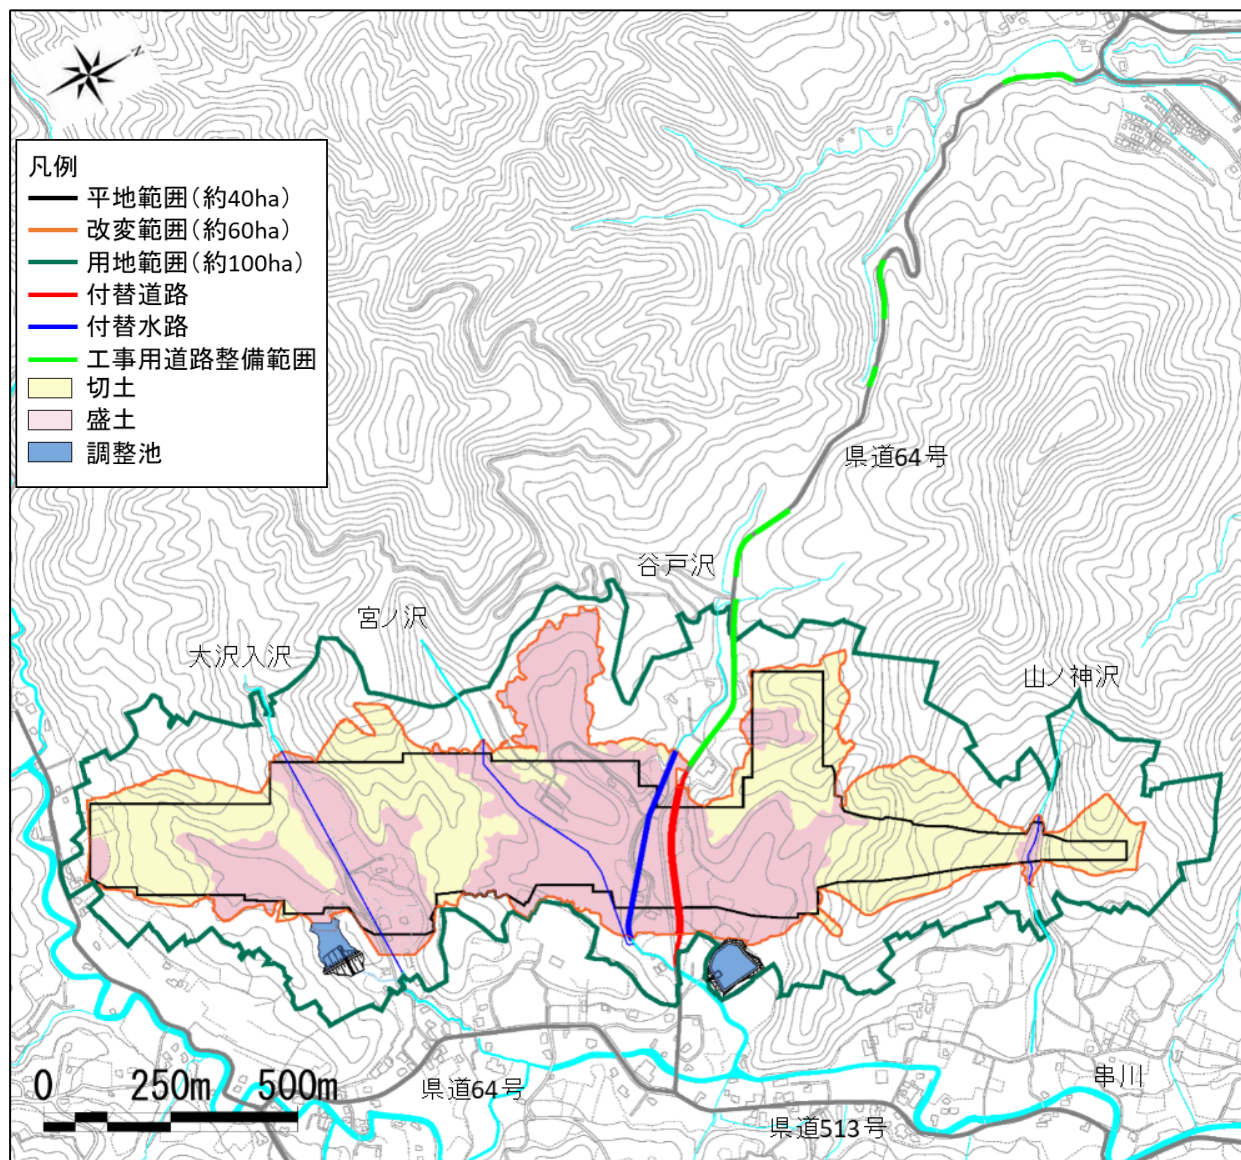 N
凡例
平地範囲（約40ha）
改変範囲（約60ha）
用地範囲（約100ha）
付替道路
付替水路
工事用道路整備範囲
切土
盛土
調整池
県道64号
谷戸沢
宮ノ沢
大沢入沢
山ノ神沢
0 250m 500m
県道64号
串川
県道513号